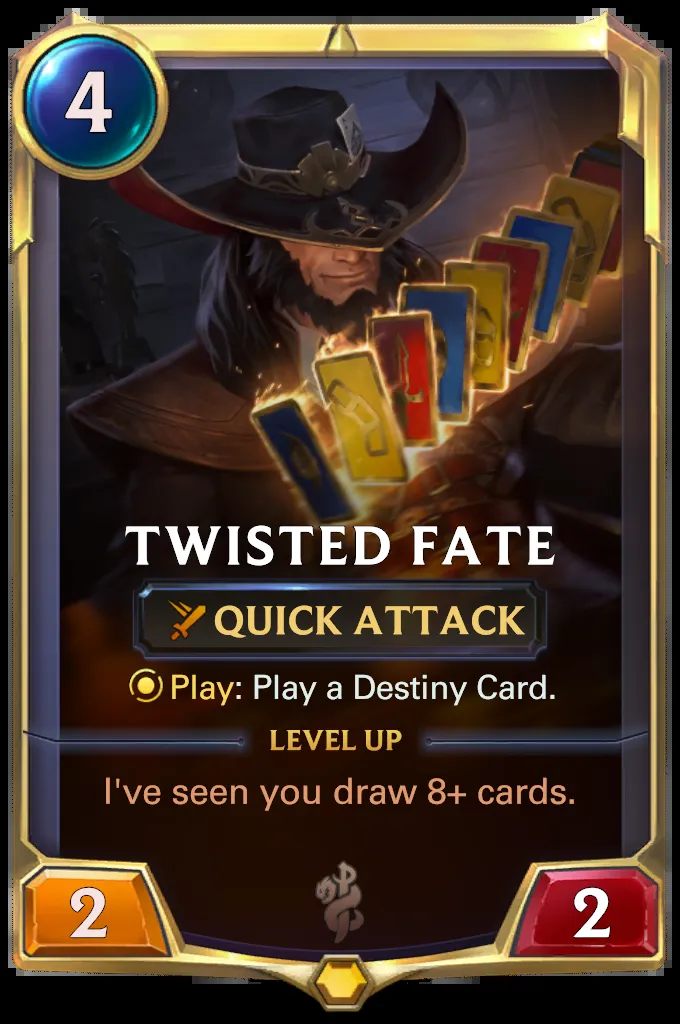 4
TWISTED FATE
QUICK ATTACK
Play: Play a Destiny Card.
LEVEL UP
I've seen you draw 8+ cards.
2
2